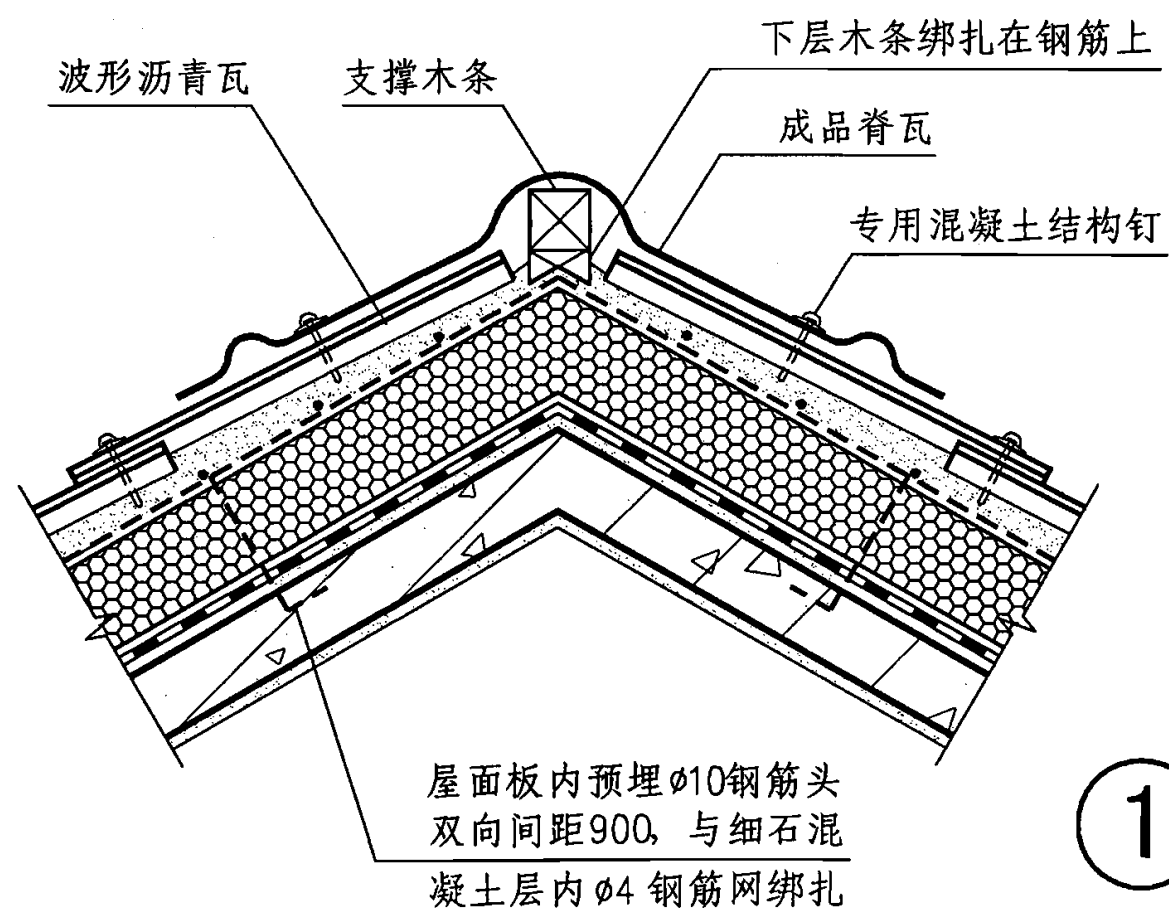 下层木条绑扎在钢筋上
波形沥青瓦
支撑木条
成品脊瓦
专用混凝土结构钉
屋面板内预埋ø10钢筋头
双向间距900, 与细石混
凝土层内ø4钢筋网绑扎
1